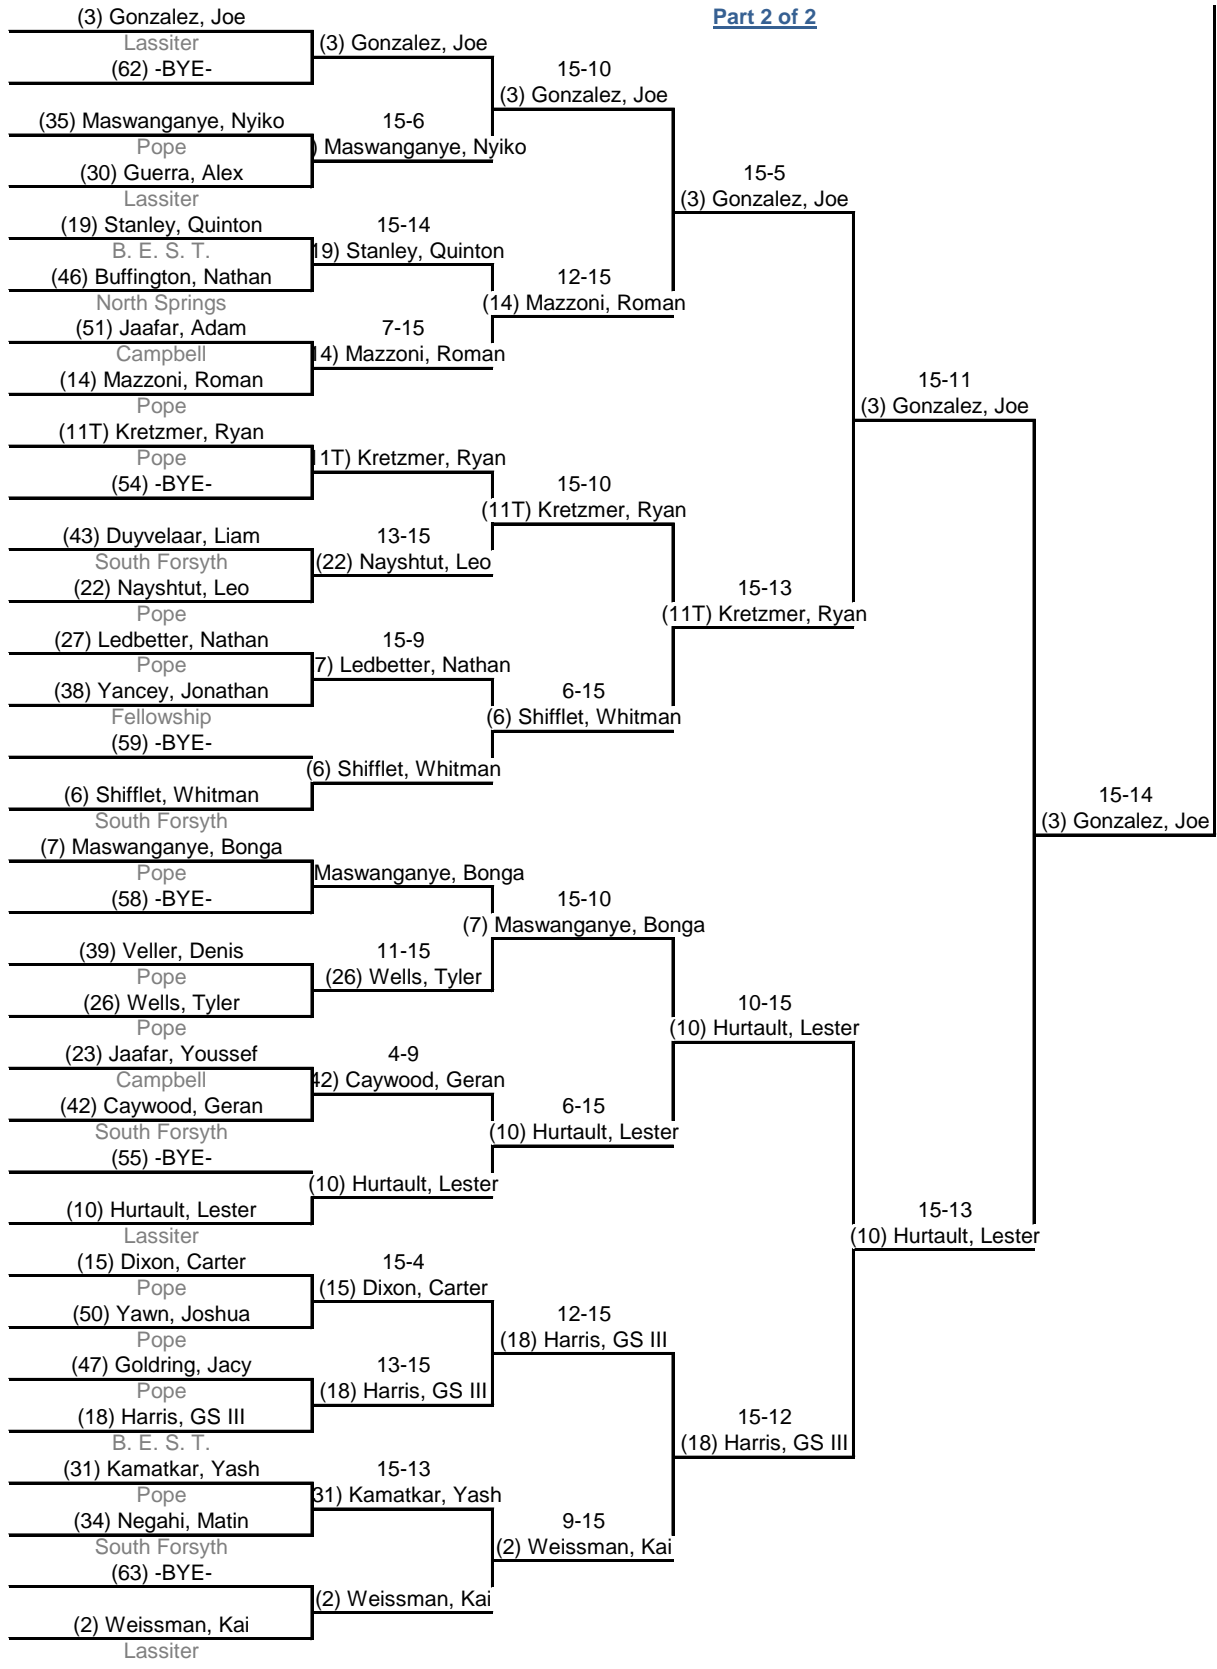 Part 2 of 2
(3) Gonzalez, Joe
Lassiter
(62) -BYE-
(35) Maswanganye, Nyiko
Pope
(30) Guerra, Alex
Lassiter
(19) Stanley, Quinton
B. E. S. T.
(46) Buffington, Nathan
North Springs
(51) Jaafar, Adam
Campbell
(14) Mazzoni, Roman
Pope
(11T) Kretzmer, Ryan
Pope
(54) -BYE-
(43) Duyvelaar, Liam
South Forsyth
(22) Nayshtut, Leo
Pope
(27) Ledbetter, Nathan
Pope
(38) Yancey, Jonathan
Fellowship
(59) -BYE-
(6) Shifflet, Whitman
South Forsyth
(7) Maswanganye, Bonga
Pope
(58) -BYE-
(39) Veller, Denis
Pope
(26) Wells, Tyler
Pope
(23) Jaafar, Youssef
Campbell
(42) Caywood, Geran
South Forsyth
(55) -BYE-
(10) Hurtault, Lester
Lassiter
(15) Dixon, Carter
Pope
(50) Yawn, Joshua
Pope
(47) Goldring, Jacy
Pope
(18) Harris, GS III
B. E. S. T.
(31) Kamatkar, Yash
Pope
(34) Negahi, Matin
South Forsyth
(63) -BYE-
(2) Weissman, Kai
Lassiter
(3) Gonzalez, Joe
15-6
) Maswanganye, Nyiko
15-14
19) Stanley, Quinton
7-15
14) Mazzoni, Roman
11T) Kretzmer, Ryan
13-15
(22) Nayshtut, Leo
15-9
7) Ledbetter, Nathan
(6) Shifflet, Whitman
Maswanganye, Bonga
11-15
(26) Wells, Tyler
4-9
42) Caywood, Geran
(10) Hurtault, Lester
15-4
(15) Dixon, Carter
13-15
(18) Harris, GS III
15-13
31) Kamatkar, Yash
(2) Weissman, Kai
15-10
(3) Gonzalez, Joe
12-15
(14) Mazzoni, Roman
15-10
(11T) Kretzmer, Ryan
6-15
(6) Shifflet, Whitman
15-10
(7) Maswanganye, Bonga
6-15
(10) Hurtault, Lester
12-15
(18) Harris, GS III
9-15
(2) Weissman, Kai
15-5
(3) Gonzalez, Joe
15-13
(11T) Kretzmer, Ryan
10-15
(10) Hurtault, Lester
15-12
(18) Harris, GS III
15-11
(3) Gonzalez, Joe
15-13
(10) Hurtault, Lester
15-14
(3) Gonzalez, Joe